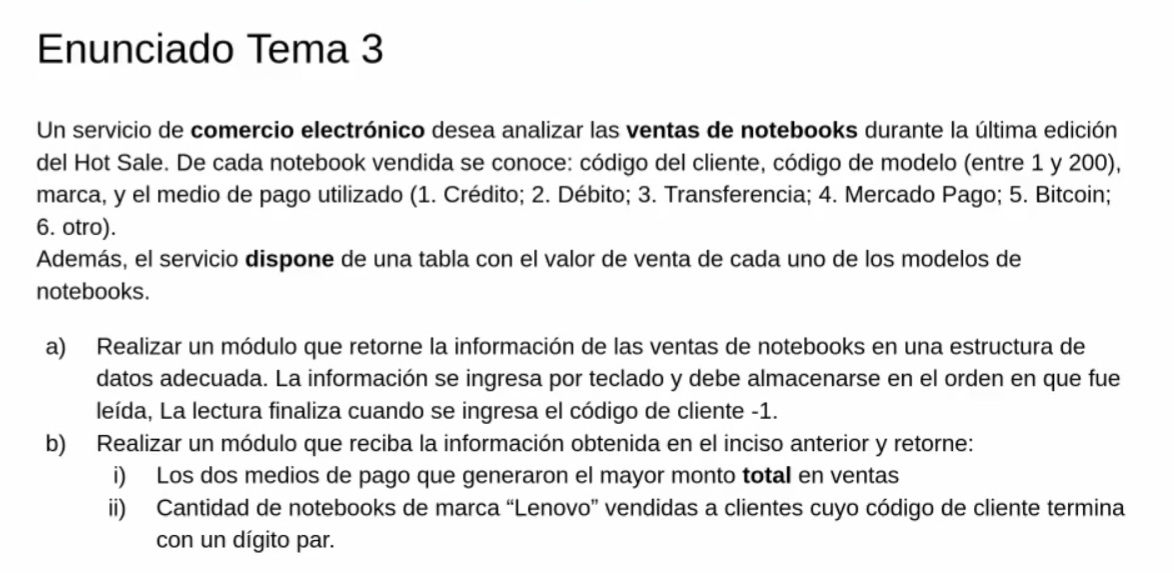 Enunciado Tema 3
Un servicio de comercio electrónico desea analizar las ventas de notebooks durante la última edición
del Hot Sale. De cada notebook vendida se conoce: código del cliente, código de modelo (entre 1 y 200),
marca, y el medio de pago utilizado (1. Crédito; 2. Débito; 3. Transferencia; 4. Mercado Pago; 5. Bitcoin;
6. otro).
Además, el servicio dispone de una tabla con el valor de venta de cada uno de los modelos de
notebooks.
a) Realizar un módulo que retorne la información de las ventas de notebooks en una estructura de
datos adecuada. La información se ingresa por teclado y debe almacenarse en el orden en que fue
leída, La lectura finaliza cuando se ingresa el código de cliente -1.
b) Realizar un módulo que reciba la información obtenida en el inciso anterior y retorne:
i) Los dos medios de pago que generaron el mayor monto total en ventas
ii) Cantidad de notebooks de marca “Lenovo” vendidas a clientes cuyo código de cliente termina
con un dígito par.